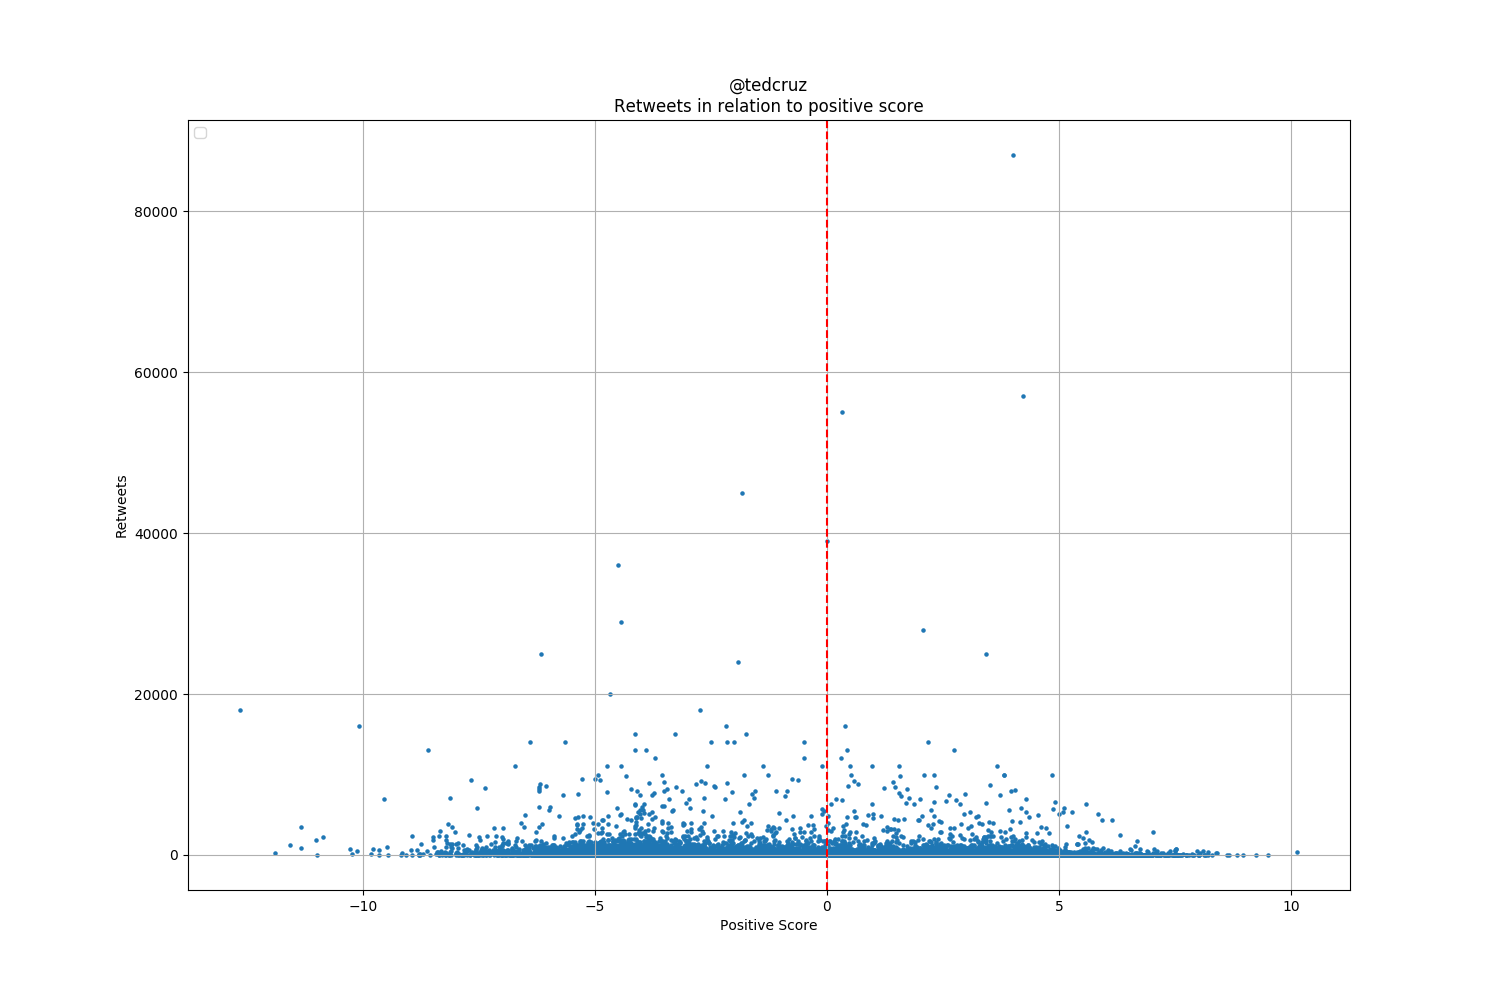 @tedcruz
Retweets in relation to positive score
80000
60000
40000
20000
0
Retweets
−10
−5
0
5
10
Positive Score